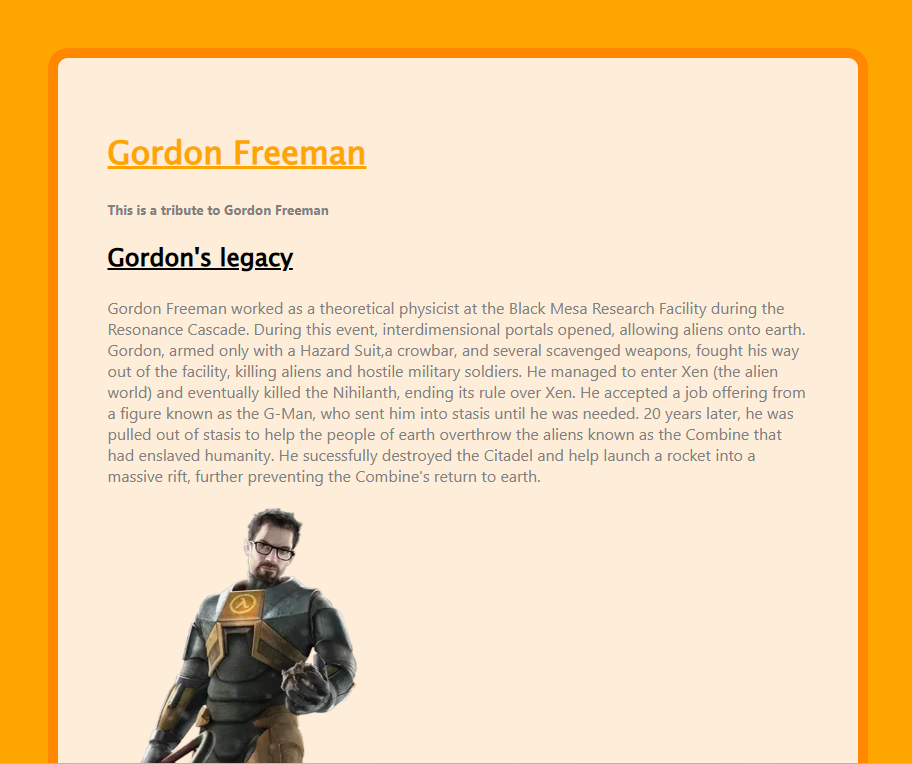 Gordon Freeman
This is a tribute to Gordon Freeman
Gordon's legacy
Gordon Freeman worked as a theoretical physicist at the Black Mesa Research Facility during the
Resonance Cascade. During this event, interdimensional portals opened, allowing aliens onto earth.
Gordon, armed only with a Hazard Suit,a crowbar, and several scavenged weapons, fought his way
out of the facility, killing aliens and hostile military soldiers. He managed to enter Xen (the alien
world) and eventually killed the Nihilanth, ending its rule over Xen. He accepted a job offering from
a figure known as the G-Man, who sent him into stasis until he was needed. 20 years later, he was
pulled out of stasis to help the people of earth overthrow the aliens known as the Combine that
had enslaved humanity. He sucessfully destroyed the Citadel and help launch a rocket into a
massive rift, further preventing the Combine's return to earth.